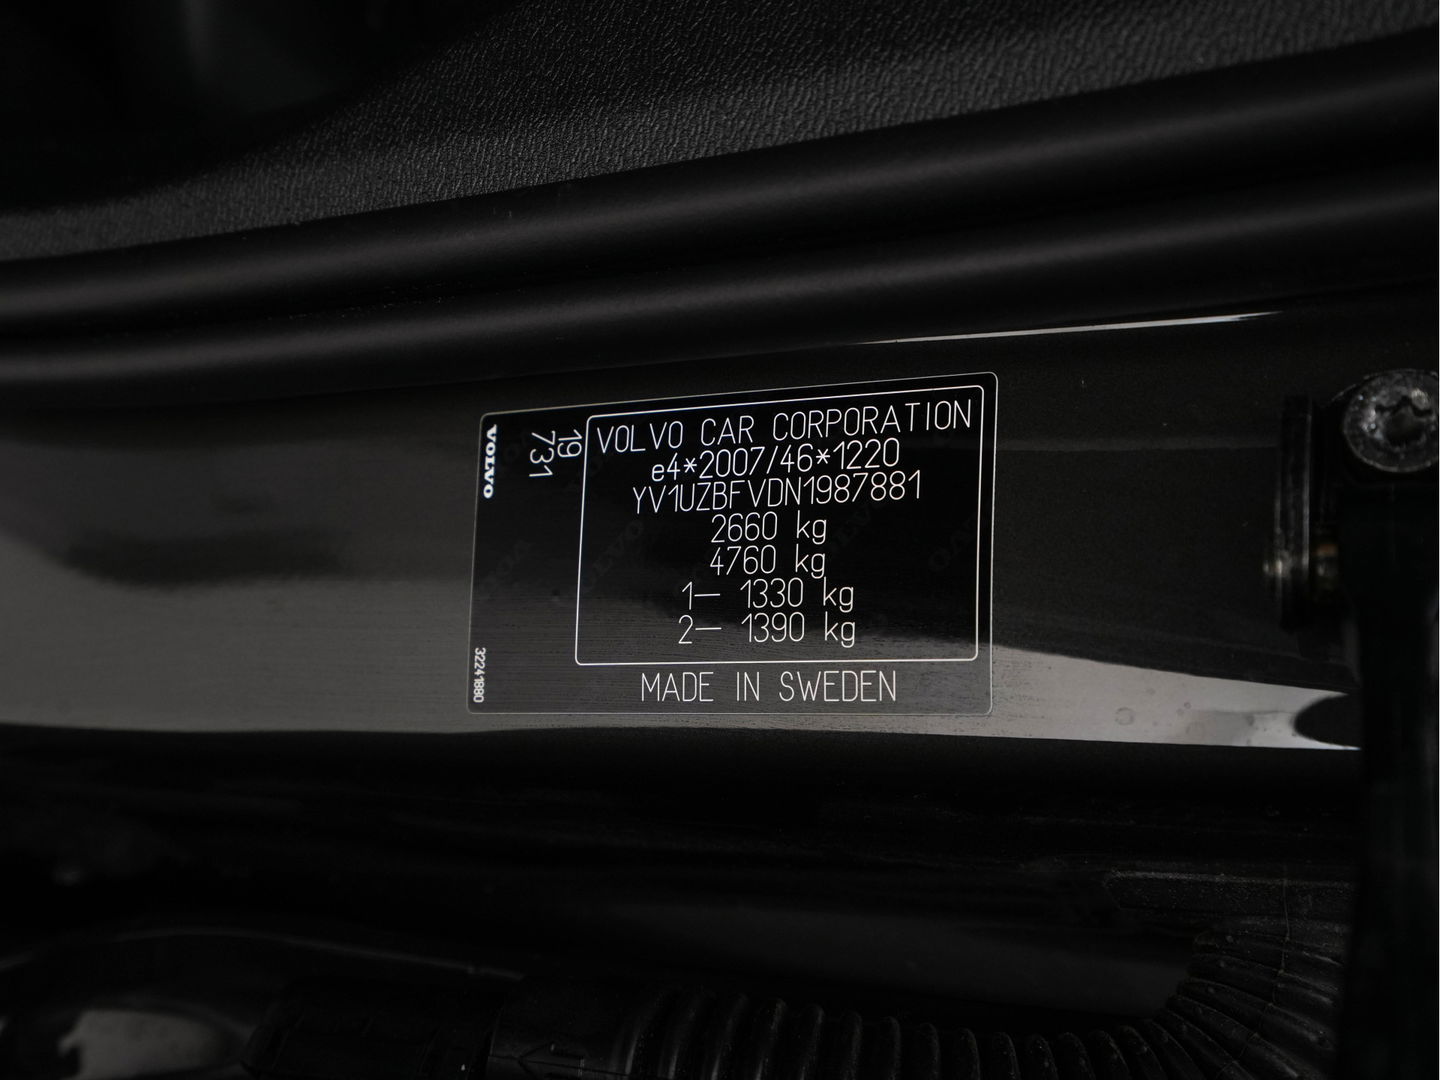 VOLVO
19
731
32241880
VOLVO CAR CORPORATION
e4*2007/46*1220
YV1UZBFVDN1987881
2660 kg
4760 kg
1– 1330 kg
2– 1390 kg
MADE IN SWEDEN